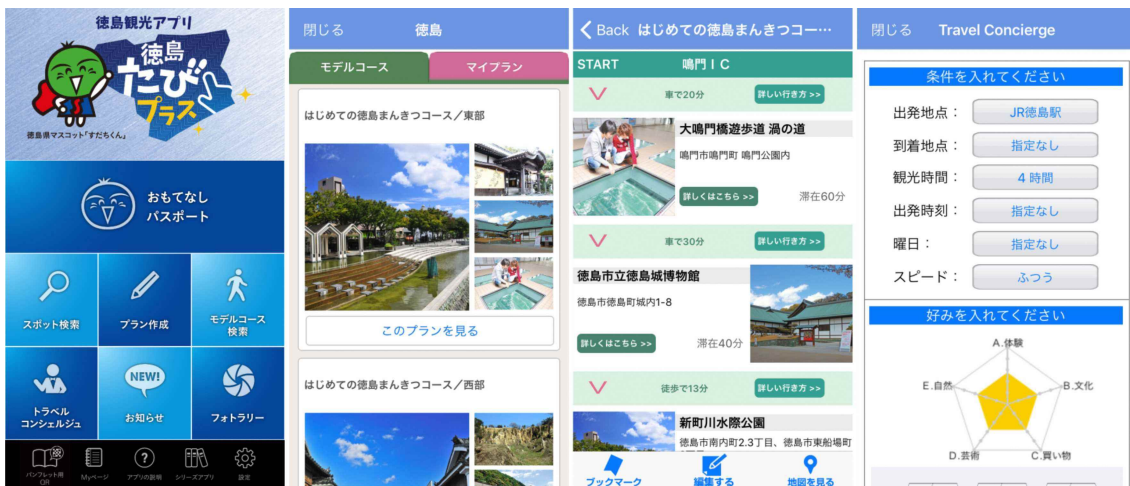 徳島観光アプリ
徳島
たび
プラス
徳島県マスコット「すだちくん」
おもてなし
パスポート
スポット検索
プラン作成
モデルコース
検索
トラベル
コンシェルジュ
NEW!
お知らせ
フォトラリー
パンフレット用
QR
Myページ
アプリの説明
シリーズアプリ
設定
閉じる
徳島
モデルコース
マイプラン
はじめての徳島まんきつコース／東部
このプランを見る
はじめての徳島まんきつコース／西部
Back はじめての徳島まんきつコー…
START 鳴門IC
車で20分 詳しい行き方 >>
大鳴門橋遊歩道 渦の道
鳴門市鳴門町 鳴門公園内
詳しくはこちら >> 滞在60分
車で30分 詳しい行き方 >>
徳島市立徳島城博物館
徳島市徳島町城内1-8
詳しくはこちら >> 滞在40分
徒歩で13分 詳しい行き方 >>
新町川水際公園
徳島市南内町2.3丁目、徳島市東船場町
ブックマーク
編集する
地図を見る
閉じる Travel Concierge
条件を入れてください
出発地点： JR徳島駅
到着地点： 指定なし
観光時間： 4 時間
出発時刻： 指定なし
曜日： 指定なし
スピード： ふつう
好みを入れてください
A.体験
E.自然
B.文化
D.芸術
C.買い物